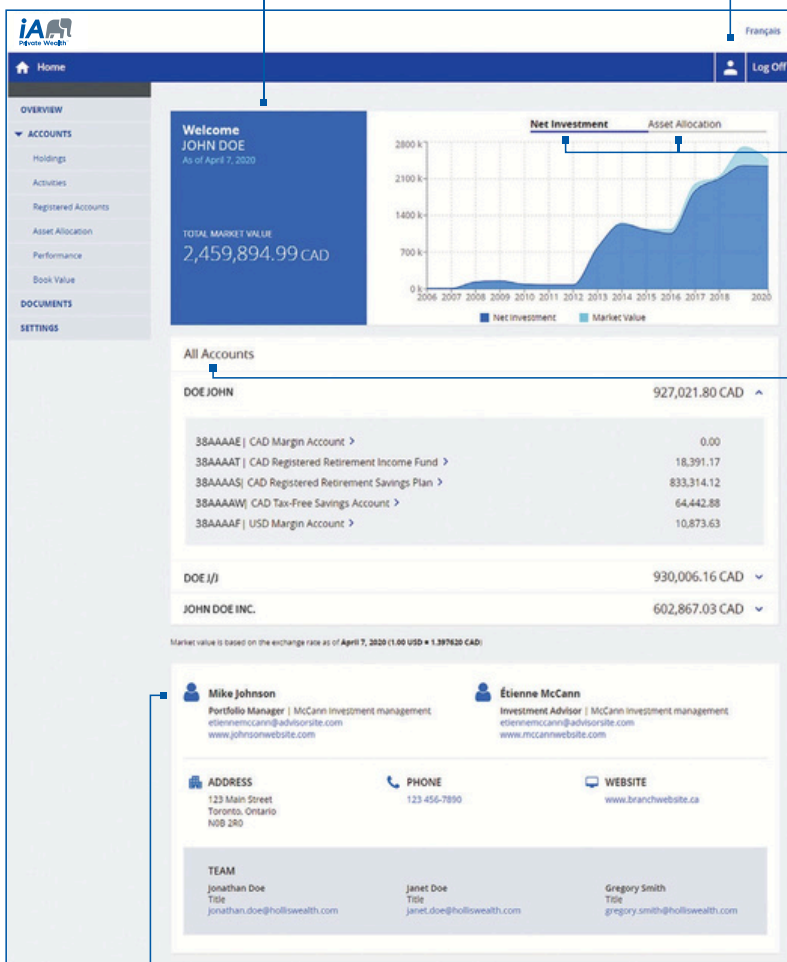 iA
Private Wealth
Français
Home
Log Off
OVERVIEW
ACCOUNTS
Holdings
Activities
Registered Accounts
Asset Allocation
Performance
Book Value
DOCUMENTS
SETTINGS
Welcome
JOHN DOE
As of April 7, 2020
TOTAL MARKET VALUE
2,459,894.99 CAD
Net Investment Asset Allocation
2800 k
2100 k
1400 k
700 k
0 k
2006 2007 2008 2009 2010 2011 2012 2013 2014 2015 2016 2017 2018 2020
Net Investment Market Value
All Accounts
DOE JOHN 927,021.80 CAD
38AAAAE | CAD Margin Account > 0.00
38AAAAT | CAD Registered Retirement Income Fund > 18,391.17
38AAAAS| CAD Registered Retirement Savings Plan > 833,314.12
38AAAAW| CAD Tax-Free Savings Account > 64,442.88
38AAAAF | USD Margin Account > 10,873.63
DOE J/J 930,006.16 CAD
JOHN DOE INC. 602,867.03 CAD
Market value is based on the exchange rate as of April 7, 2020 (1.00 USD = 1.397620 CAD)
Mike Johnson
Portfolio Manager | McCann investment management
etiennemccann@advisorsite.com
www.johnsonwebsite.com
Étienne McCann
Investment Advisor | McCann investment management
etiennemccann@advisorsite.com
www.mccannwebsite.com
ADDRESS
123 Main Street
Toronto, Ontario
N0B 2R0
PHONE
123 456-7890
WEBSITE
www.branchwebsite.ca
TEAM
Jonathan Doe
Title
jonathan.doe@holliswealth.com
Janet Doe
Title
janet.doe@holliswealth.com
Gregory Smith
Title
gregory.smith@holliswealth.com